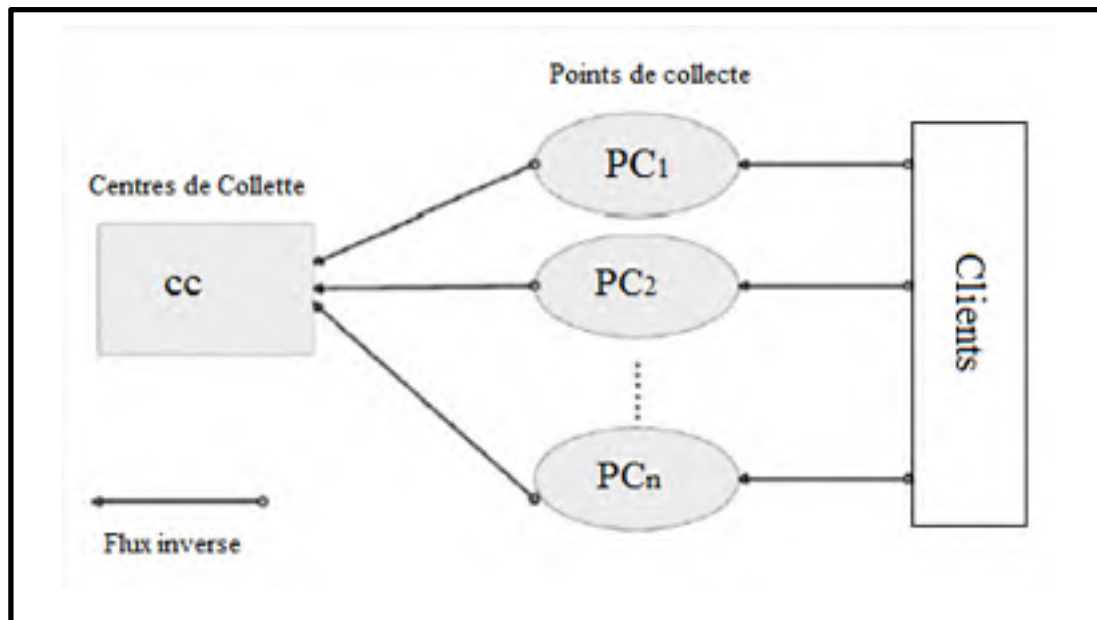 Points de collecte
PC1
Centres de Collette
cc
PC2
Clients
PCn
Flux inverse